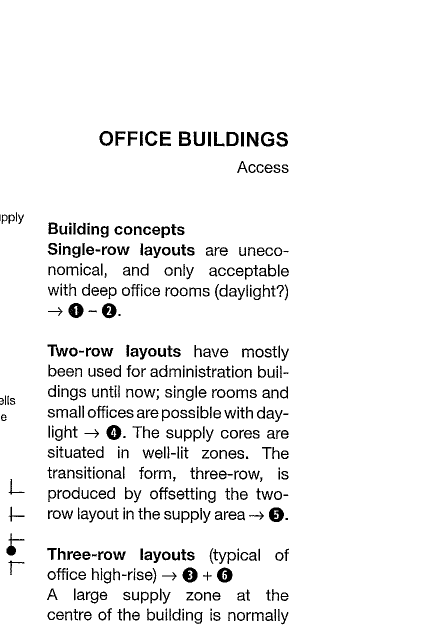 OFFICE BUILDINGS
Access
Building concepts
Single-row layouts are uneco-
nomical, and only acceptable
with deep office rooms (daylight?)
→ ❶ – ❷.
Two-row layouts have mostly
been used for administration buil-
dings until now; single rooms and
small offices are possible with day-
light → ❹. The supply cores are
situated in well-lit zones. The
transitional form, three-row, is
produced by offsetting the two-
row layout in the supply area → ❺.
Three-row layouts (typical of
office high-rise) → ❸ + ❻
A large supply zone at the
centre of the building is normally